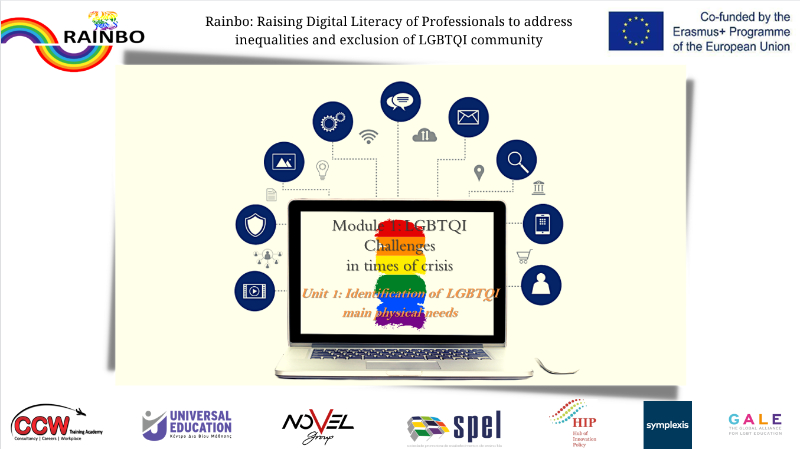 RAINBO
Rainbo: Raising Digital Literacy of Professionals to address
inequalities and exclusion of LGBTQI community
Co-funded by the
Erasmus+ Programme
of the European Union
Module 1: LGBTQI
Challenges
in times of crisis
Unit 1: Identification of LGBTQI
main physical needs
CCW
Training Academy
Consultancy | Careers | Workplace
UNIVERSAL
EDUCATION
Κέντρο Δια Βίου Μάθησης
NOVEL
Group
spel
HIP
Hub of
Innovation
Policy
symplexis
GALE
THE GLOBAL ALLIANCE
FOR LGBT EDUCATION